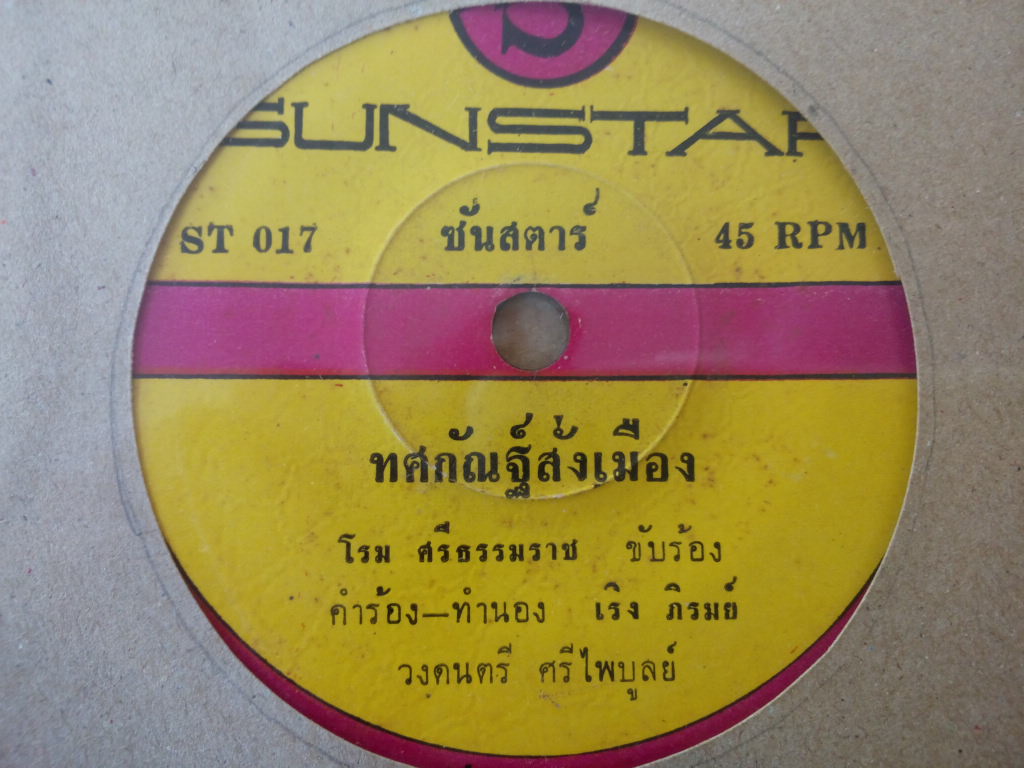 S
SUNSTAR
ST 017 ซันสตาร์ 45 RPM
ทศกัณฐ์สั่งเมือง
โรม ศรีธรรมราช ขับร้อง
คำร้อง—ทำนอง เริง ภิรมย์
วงดนตรี ศรีไพบูลย์